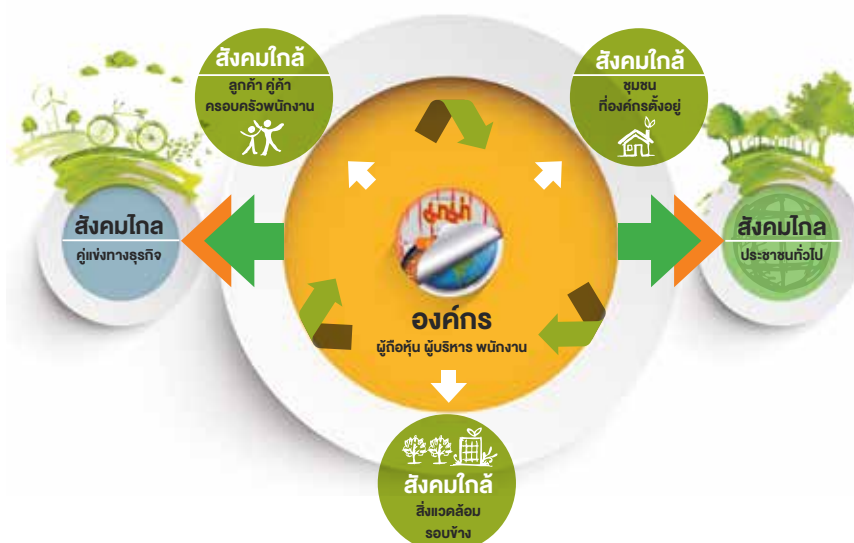 สังคมใกล้
ลูกค้า คู่ค้า
ครอบครัวพนักงาน
สังคมใกล้
ชุมชน
ที่องค์กรตั้งอยู่
สังคมไกล
คู่แข่งทางธุรกิจ
สังคมไกล
ประชาชนทั่วไป
องค์กร
ผู้ถือหุ้น ผู้บริหาร พนักงาน
สังคมใกล้
สิ่งแวดล้อม
รอบข้าง